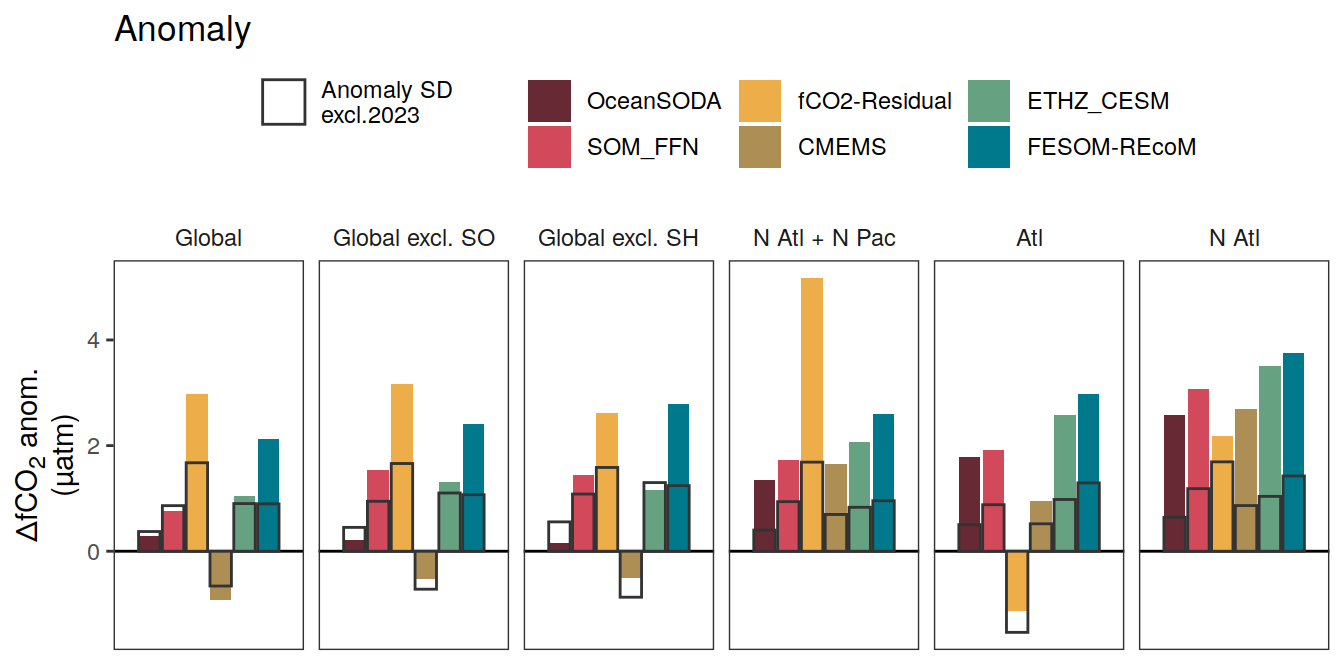 Anomaly
Anomaly SD
excl.2023
OceanSODA
fCO2-Residual
ETHZ_CESM
SOM_FFN
CMEMS
FESOM-REcoM
Global
Global excl. SO
Global excl. SH
N Atl + N Pac
Atl
N Atl
ΔfCO₂ anom.
(µatm)
4
2
0